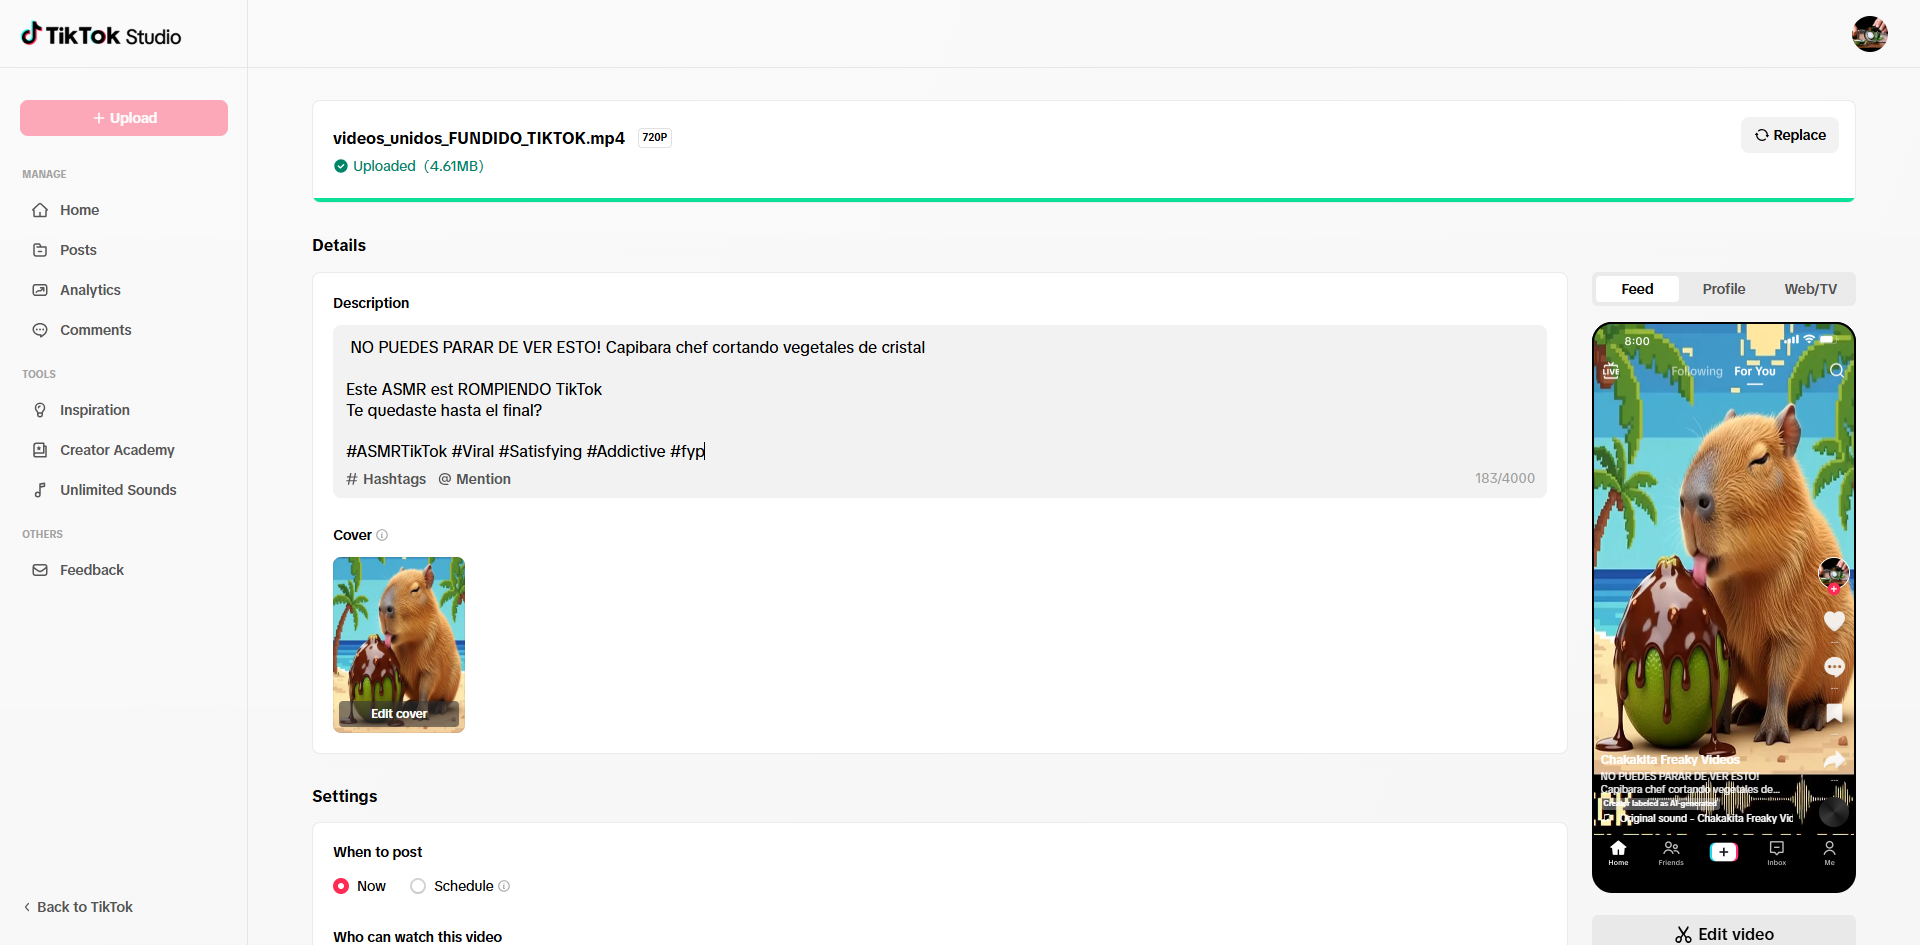 TikTok Studio
+ Upload
MANAGE
Home
Posts
Analytics
Comments
TOOLS
Inspiration
Creator Academy
Unlimited Sounds
OTHERS
Feedback
< Back to TikTok
videos_unidos_FUNDIDO_TIKTOK.mp4 720P
Uploaded (4.61MB)
Replace
Details
Description
NO PUEDES PARAR DE VER ESTO! Capibara chef cortando vegetales de cristal
Este ASMR est ROMPIENDO TikTok
Te quedaste hasta el final?
#ASMRTikTok #Viral #Satisfying #Addictive #fyp
# Hashtags @ Mention 183/4000
Cover
Edit cover
Settings
When to post
Now Schedule
Who can watch this video
Feed Profile Web/TV
8:00
LIVE Following For You
Chakakita Freaky Videos
NO PUEDES PARAR DE VER ESTO!
Capibara chef cortando vegetales de...
Creator labeled as AI-generated
Original sound - Chakakita Freaky Vic
Home Friends Inbox Me
Edit video